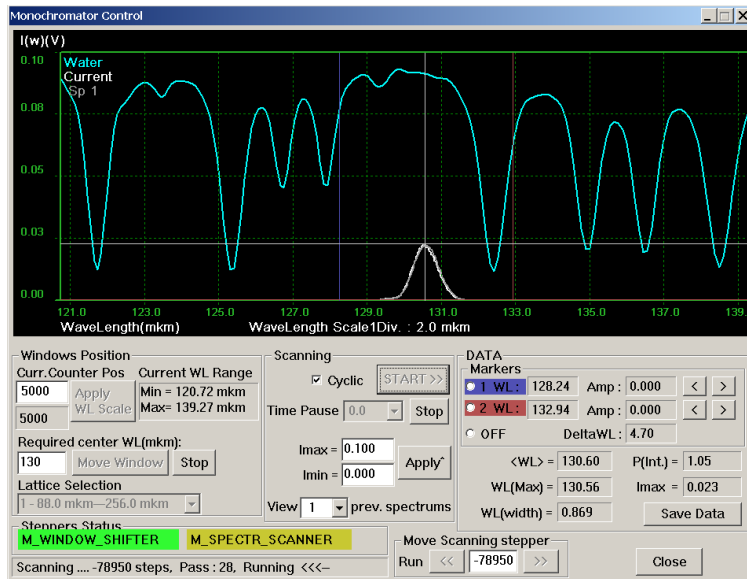 Monochromator Control
I(w)(V)
0.10
Water
Current
Sp 1
0.08
0.05
0.03
0.00
121.0 123.0 125.0 127.0 129.0 131.0 133.0 135.0 137.0 139.
WaveLength(mkm) WaveLength Scale1Div. : 2.0 mkm
Windows Position
Curr.Counter Pos Current WL Range
5000 Apply WL Scale Min = 120.72 mkm
5000 Max= 139.27 mkm
Required center WL(mkm):
130 Move Window Stop
Lattice Selection
1 - 88.0 mkm---256.0 mkm
Scanning
Cyclic START >>
Time Pause 0.0 Stop
Imax = 0.100
Imin = 0.000 Apply^
View 1 prev. spectrums
DATA
Markers
1 WL : 128.24 Amp : 0.000 < >
2 WL : 132.94 Amp : 0.000 < >
OFF DeltaWL : 4.70
<WL> = 130.60 P(Int.) = 1.05
WL(Max) = 130.56 Imax = 0.023
WL(width) = 0.869 Save Data
Steppers Status
M_WINDOW_SHIFTER M_SPECTR_SCANNER
Scanning .... -78950 steps, Pass : 28, Running <<<--
Move Scanning stepper
Run << -78950 >>
Close